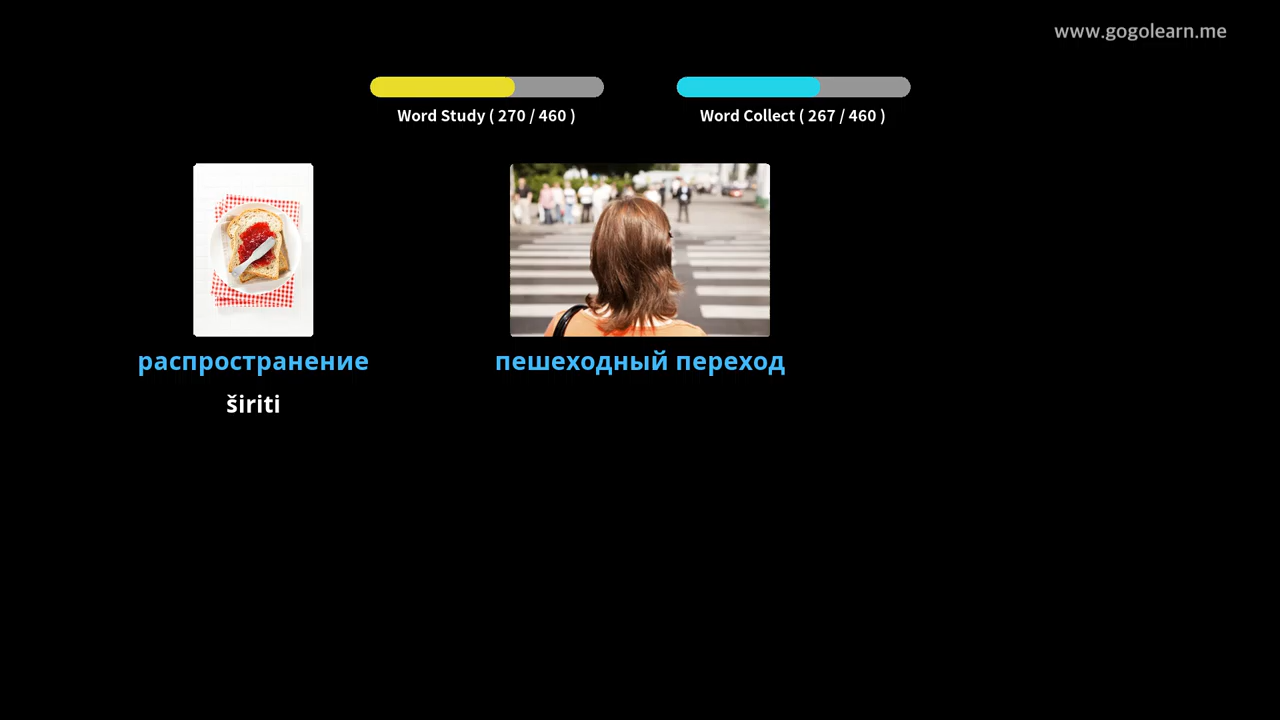 www.gogolearn.me
Word Study ( 270 / 460 )
Word Collect ( 267 / 460 )
распространение
пешеходный переход
širiti